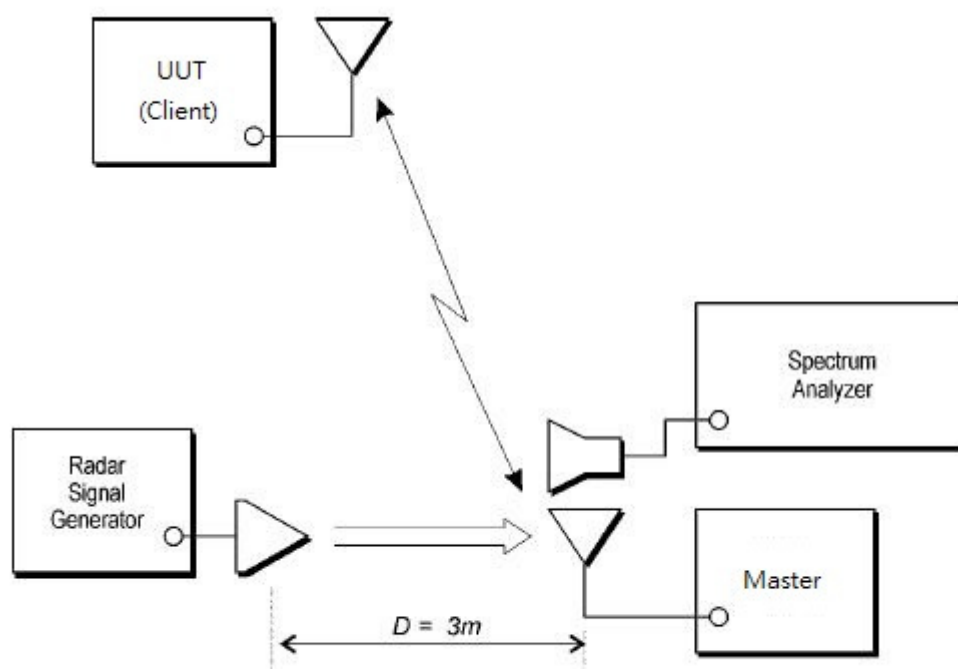 UUT
(Client)
Spectrum
Analyzer
Radar
Signal
Generator
Master
D = 3m